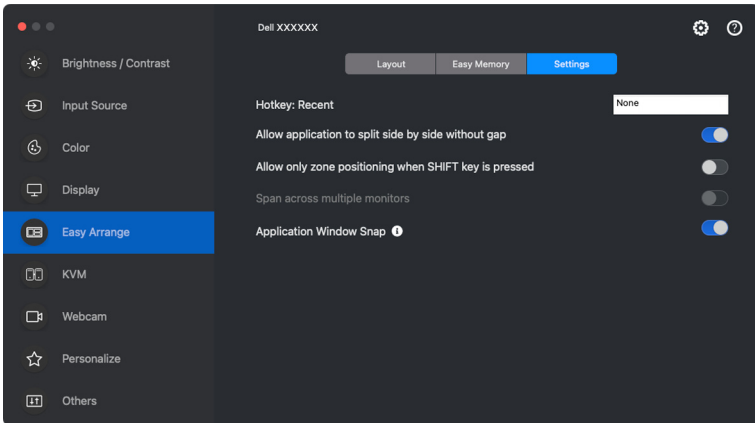 Dell XXXXXX
Brightness / Contrast
Input Source
Color
Display
Easy Arrange
KVM
Webcam
Personalize
Others
Layout
Easy Memory
Settings
Hotkey: Recent
None
Allow application to split side by side without gap
Allow only zone positioning when SHIFT key is pressed
Span across multiple monitors
Application Window Snap